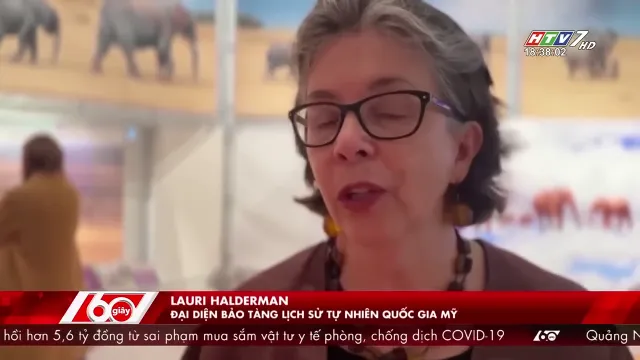 HTV7 HD
18:38:02
60 giây
LAURI HALDERMAN
ĐẠI DIỆN BẢO TÀNG LỊCH SỬ TỰ NHIÊN QUỐC GIA MỸ
hồi hơn 5,6 tỷ đồng từ sai phạm mua sắm vật tư y tế phòng, chống dịch COVID-19 60 Quảng N